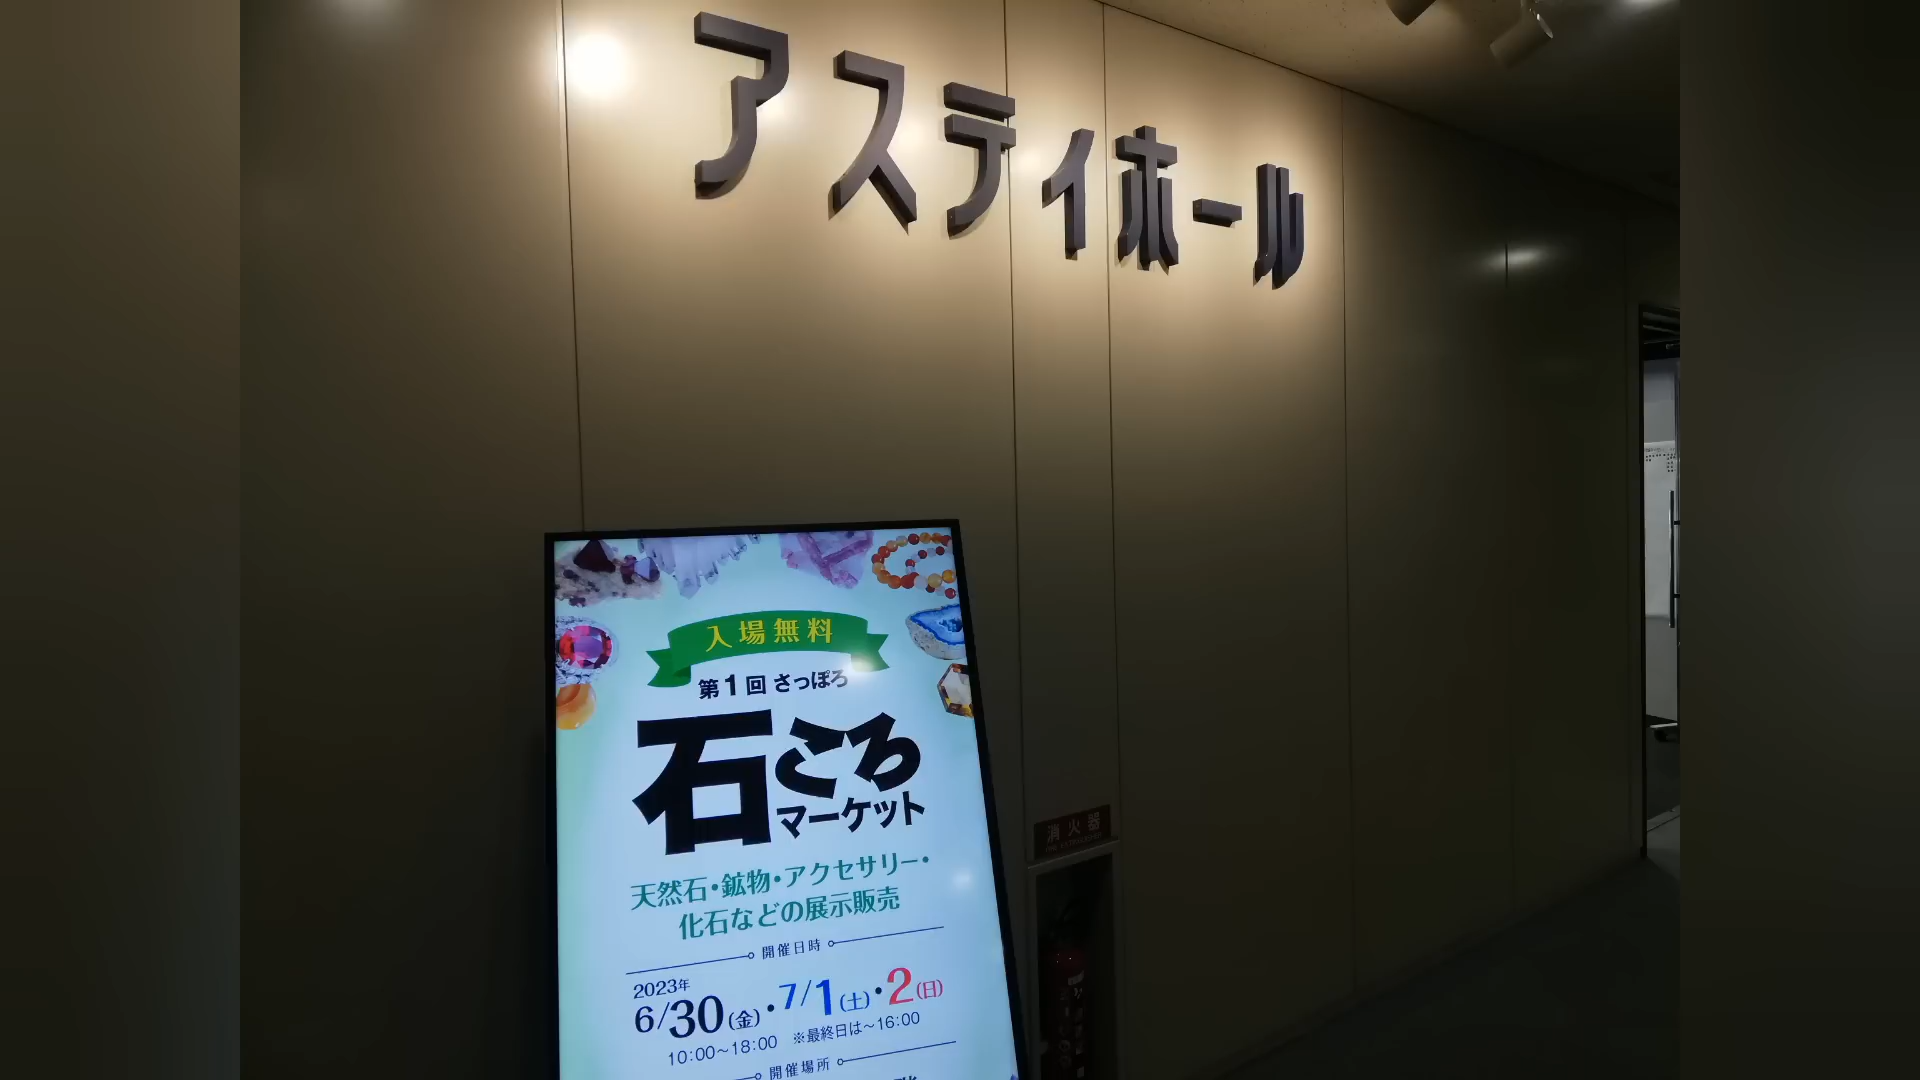 アスティホール
入場無料
第1回 さっぽろ
石ころ
マーケット
天然石・鉱物・アクセサリー・
化石などの展示販売
開催日時
2023年
6/30(金)・7/1(土)・2(日)
10:00~18:00 ※最終日は~16:00
開催場所
消火器